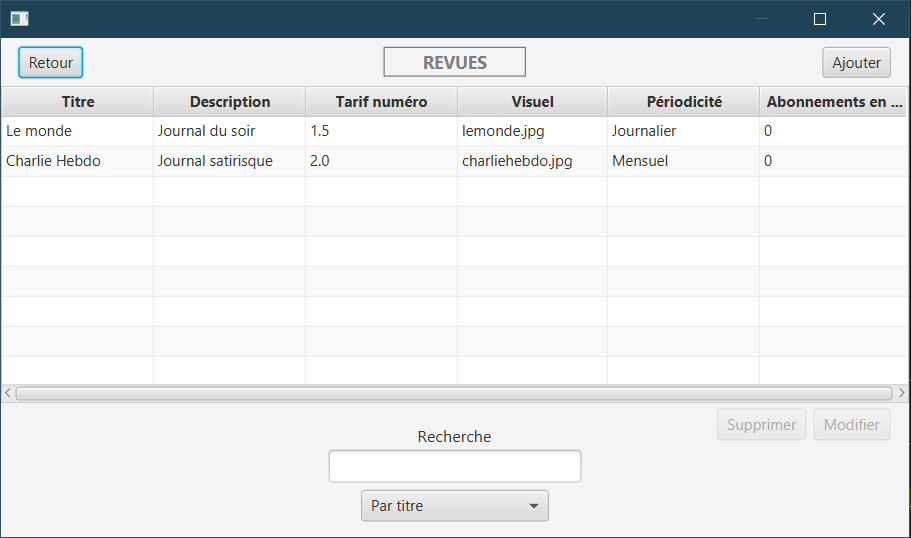 Retour REVUES Ajouter
Titre Description Tarif numéro Visuel Périodicité Abonnements en ...
Le monde Journal du soir 1.5 lemonde.jpg Journalier 0
Charlie Hebdo Journal satirisque 2.0 charliehebdo.jpg Mensuel 0
Supprimer Modifier
Recherche
Par titre